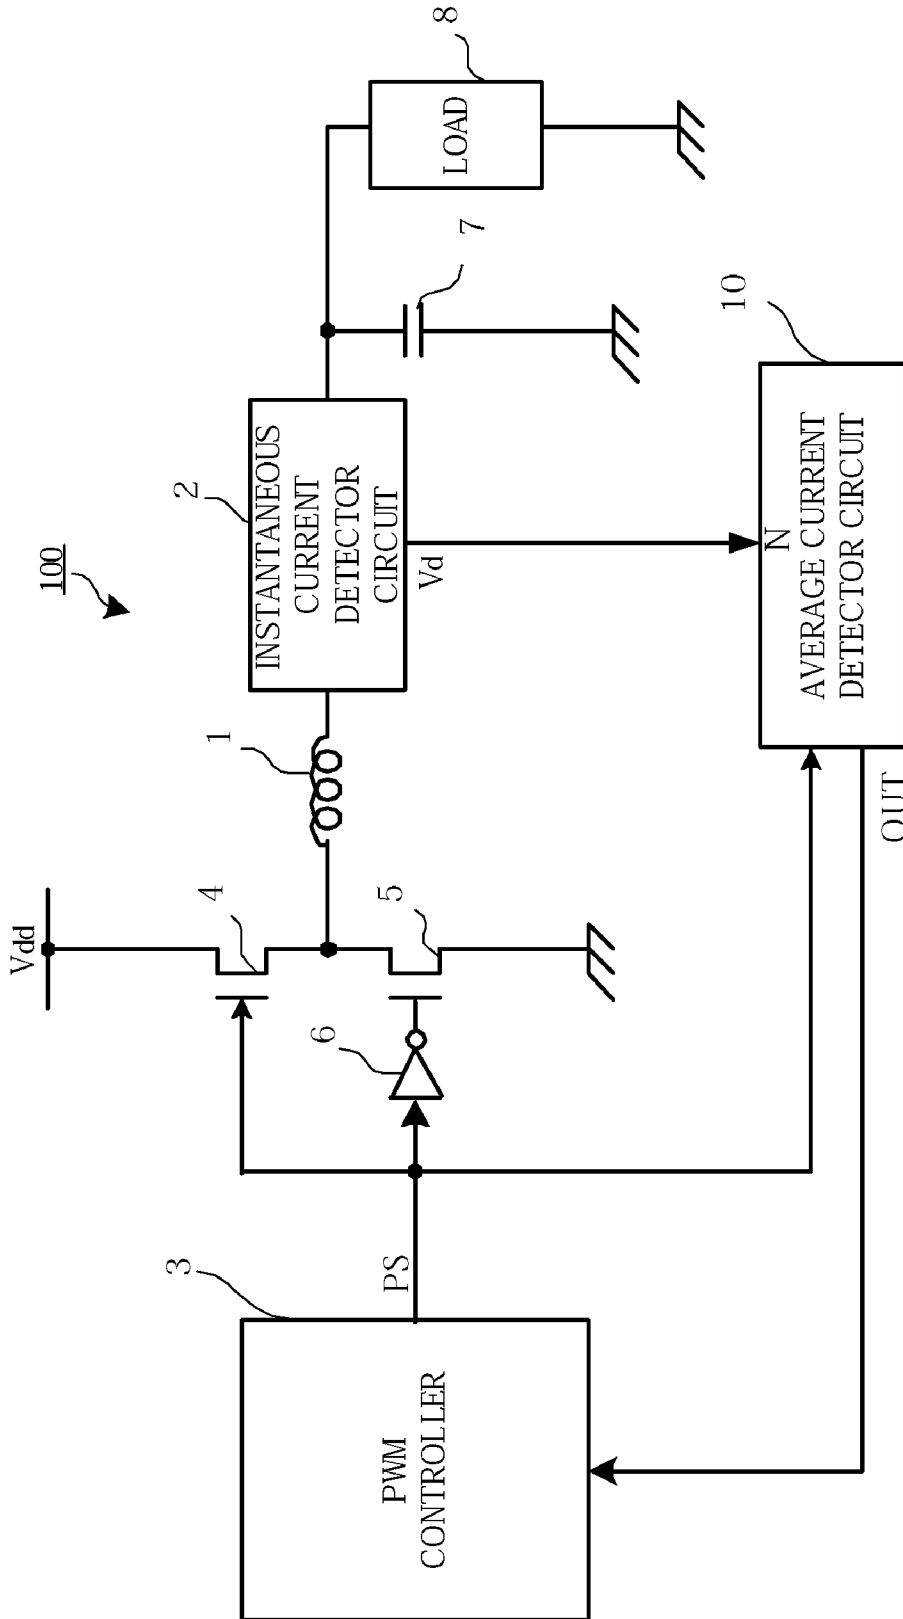 100
Vdd
4
5
6
3
PS
PWM
CONTROLLER
1
2
INSTANTANEOUS
CURRENT
DETECTOR
CIRCUIT
Vd
7
8
LOAD
10
N
AVERAGE CURRENT
DETECTOR CIRCUIT
OUT